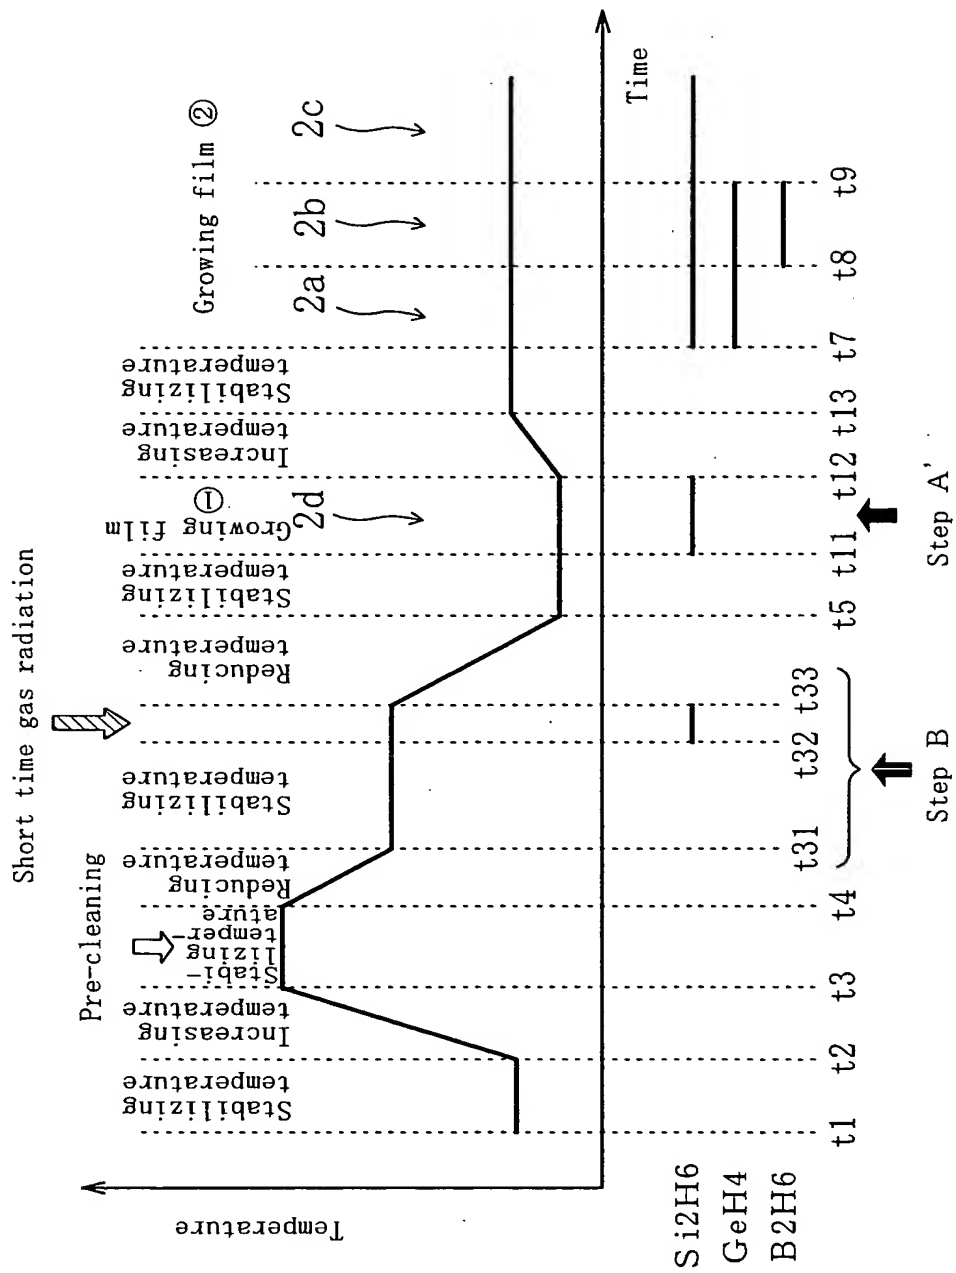 Short time gas radiation
Pre-cleaning
Growing film ②
Stabilizing
temperature
Increasing
temperature
Stabi-
lizing
temper-
ature
Reducing
temperature
Stabilizing
temperature
Reducing
temperature
Stabilizing
temperature
Growing film
①
Increasing
temperature
Stabilizing
temperature
2d
2a
2b
2c
Temperature
Time
Si2H6
GeH4
B2H6
t1
t2
t3
t4
t31
t32
t33
t5
t11
t12
t13
t7
t8
t9
Step B
Step A'